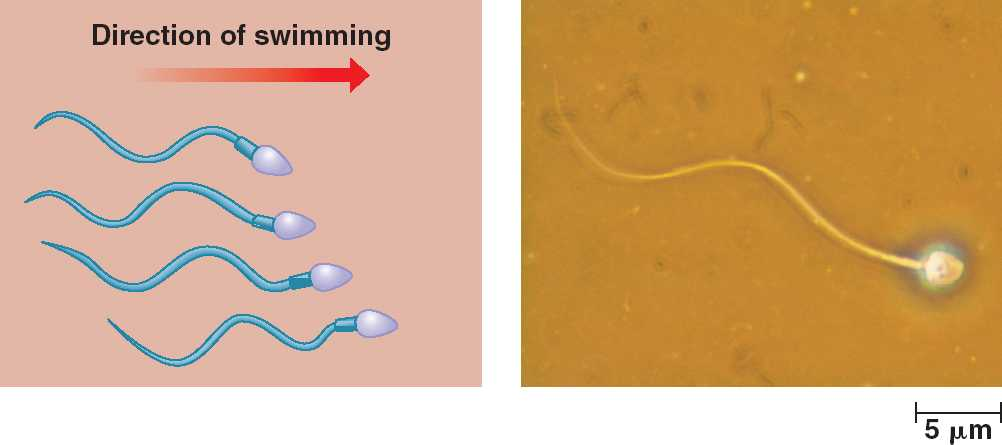 Direction of swimming
5 μm